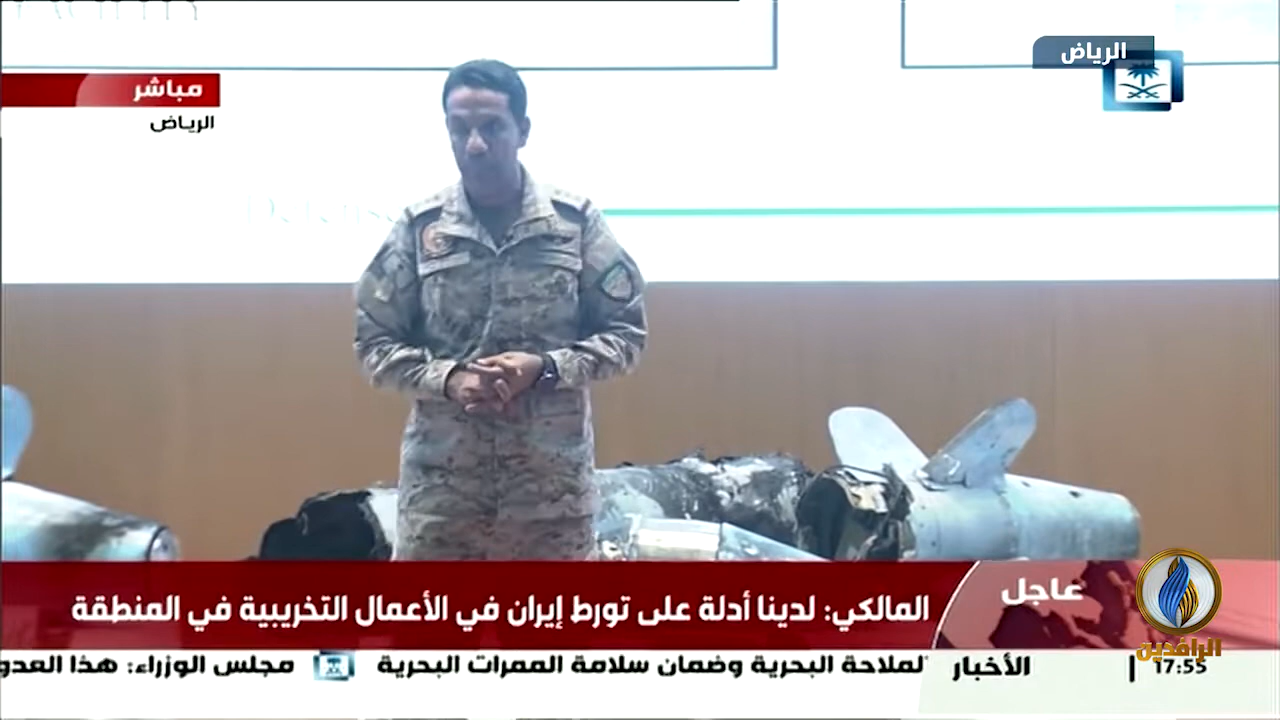 الرياض
مباشر
الرياض
Defense
عاجل
المالكي: لدينا أدلة على تورط إيران في الأعمال التخريبية في المنطقة
الرافدين
17:55
الأخبار
الملاحة البحرية وضمان سلامة الممرات البحرية
مجلس الوزراء: هذا العدو